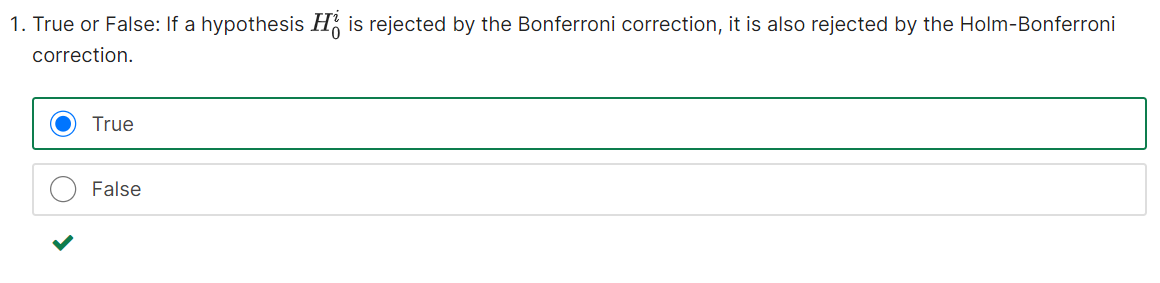 1. True or False: If a hypothesis $H_0^i$ is rejected by the Bonferroni correction, it is also rejected by the Holm-Bonferroni
correction.
True
False